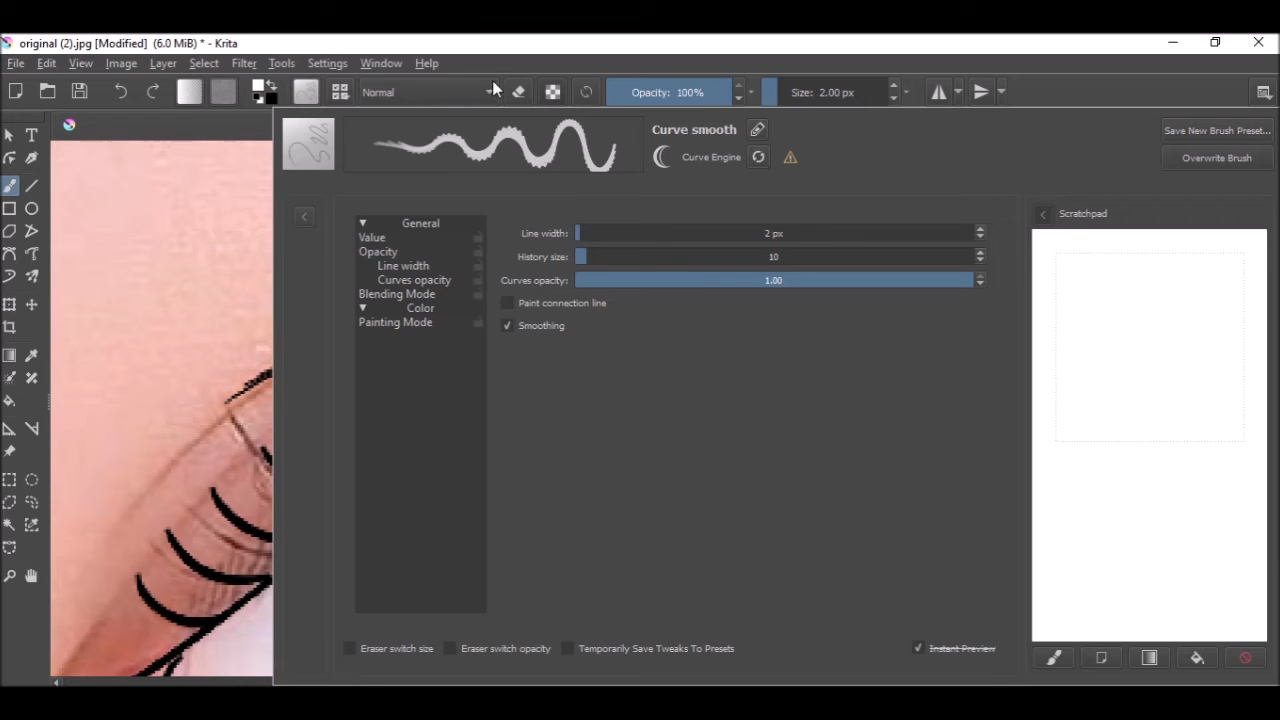 original (2).jpg [Modified] (6.0 MiB) * - Krita
File Edit View Image Layer Select Filter Tools Settings Window Help
Normal Opacity: 100% Size: 2.00 px
Curve smooth
Curve Engine
Save New Brush Preset...
Overwrite Brush
Scratchpad
General
Value
Opacity
Line width
Curves opacity
Blending Mode
Color
Painting Mode
Line width: 2 px
History size: 10
Curves opacity: 1.00
Paint connection line
Smoothing
Eraser switch size Eraser switch opacity Temporarily Save Tweaks To Presets Instant Preview